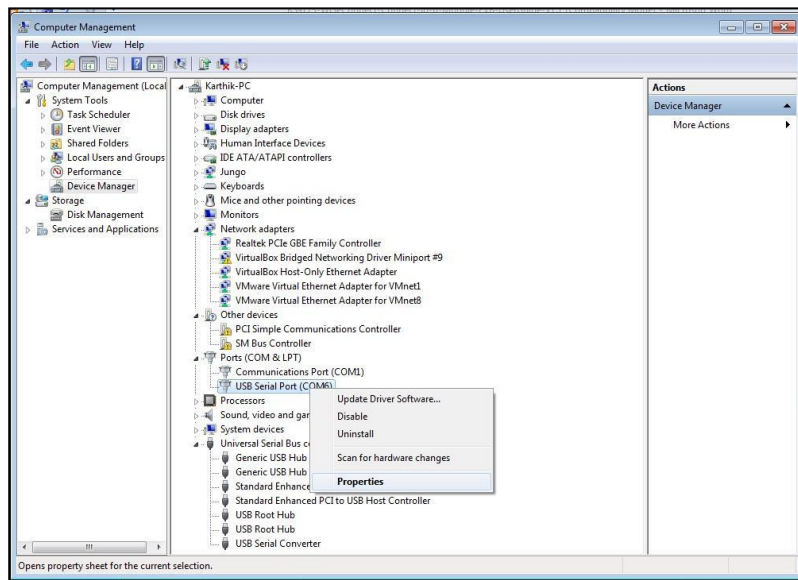 Computer Management
File Action View Help
Computer Management (Local
System Tools
Task Scheduler
Event Viewer
Shared Folders
Local Users and Groups
Performance
Device Manager
Storage
Disk Management
Services and Applications
Karthik-PC
Computer
Disk drives
Display adapters
Human Interface Devices
IDE ATA/ATAPI controllers
Jungo
Keyboards
Mice and other pointing devices
Monitors
Network adapters
Realtek PCIe GBE Family Controller
VirtualBox Bridged Networking Driver Miniport #9
VirtualBox Host-Only Ethernet Adapter
VMware Virtual Ethernet Adapter for VMnet1
VMware Virtual Ethernet Adapter for VMnet8
Other devices
PCI Simple Communications Controller
SM Bus Controller
Ports (COM & LPT)
Communications Port (COM1)
USB Serial Port (COM6)
Processors
Sound, video and gar
System devices
Universal Serial Bus c
Generic USB Hub
Generic USB Hub
Standard Enhance
Standard Enhanced PCI to USB Host Controller
USB Root Hub
USB Root Hub
USB Serial Converter
Update Driver Software...
Disable
Uninstall
Scan for hardware changes
Properties
Actions
Device Manager
More Actions
Opens property sheet for the current selection.